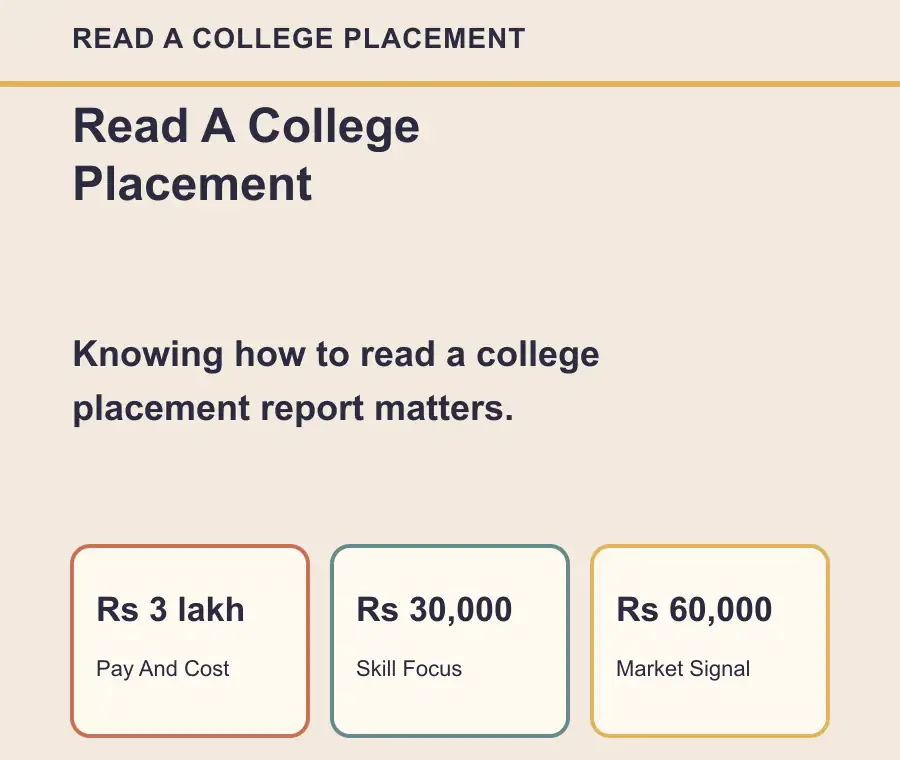 READ A COLLEGE PLACEMENT
Read A College
Placement
Knowing how to read a college
placement report matters.
Rs 3 lakh
Pay And Cost
Rs 30,000
Skill Focus
Rs 60,000
Market Signal